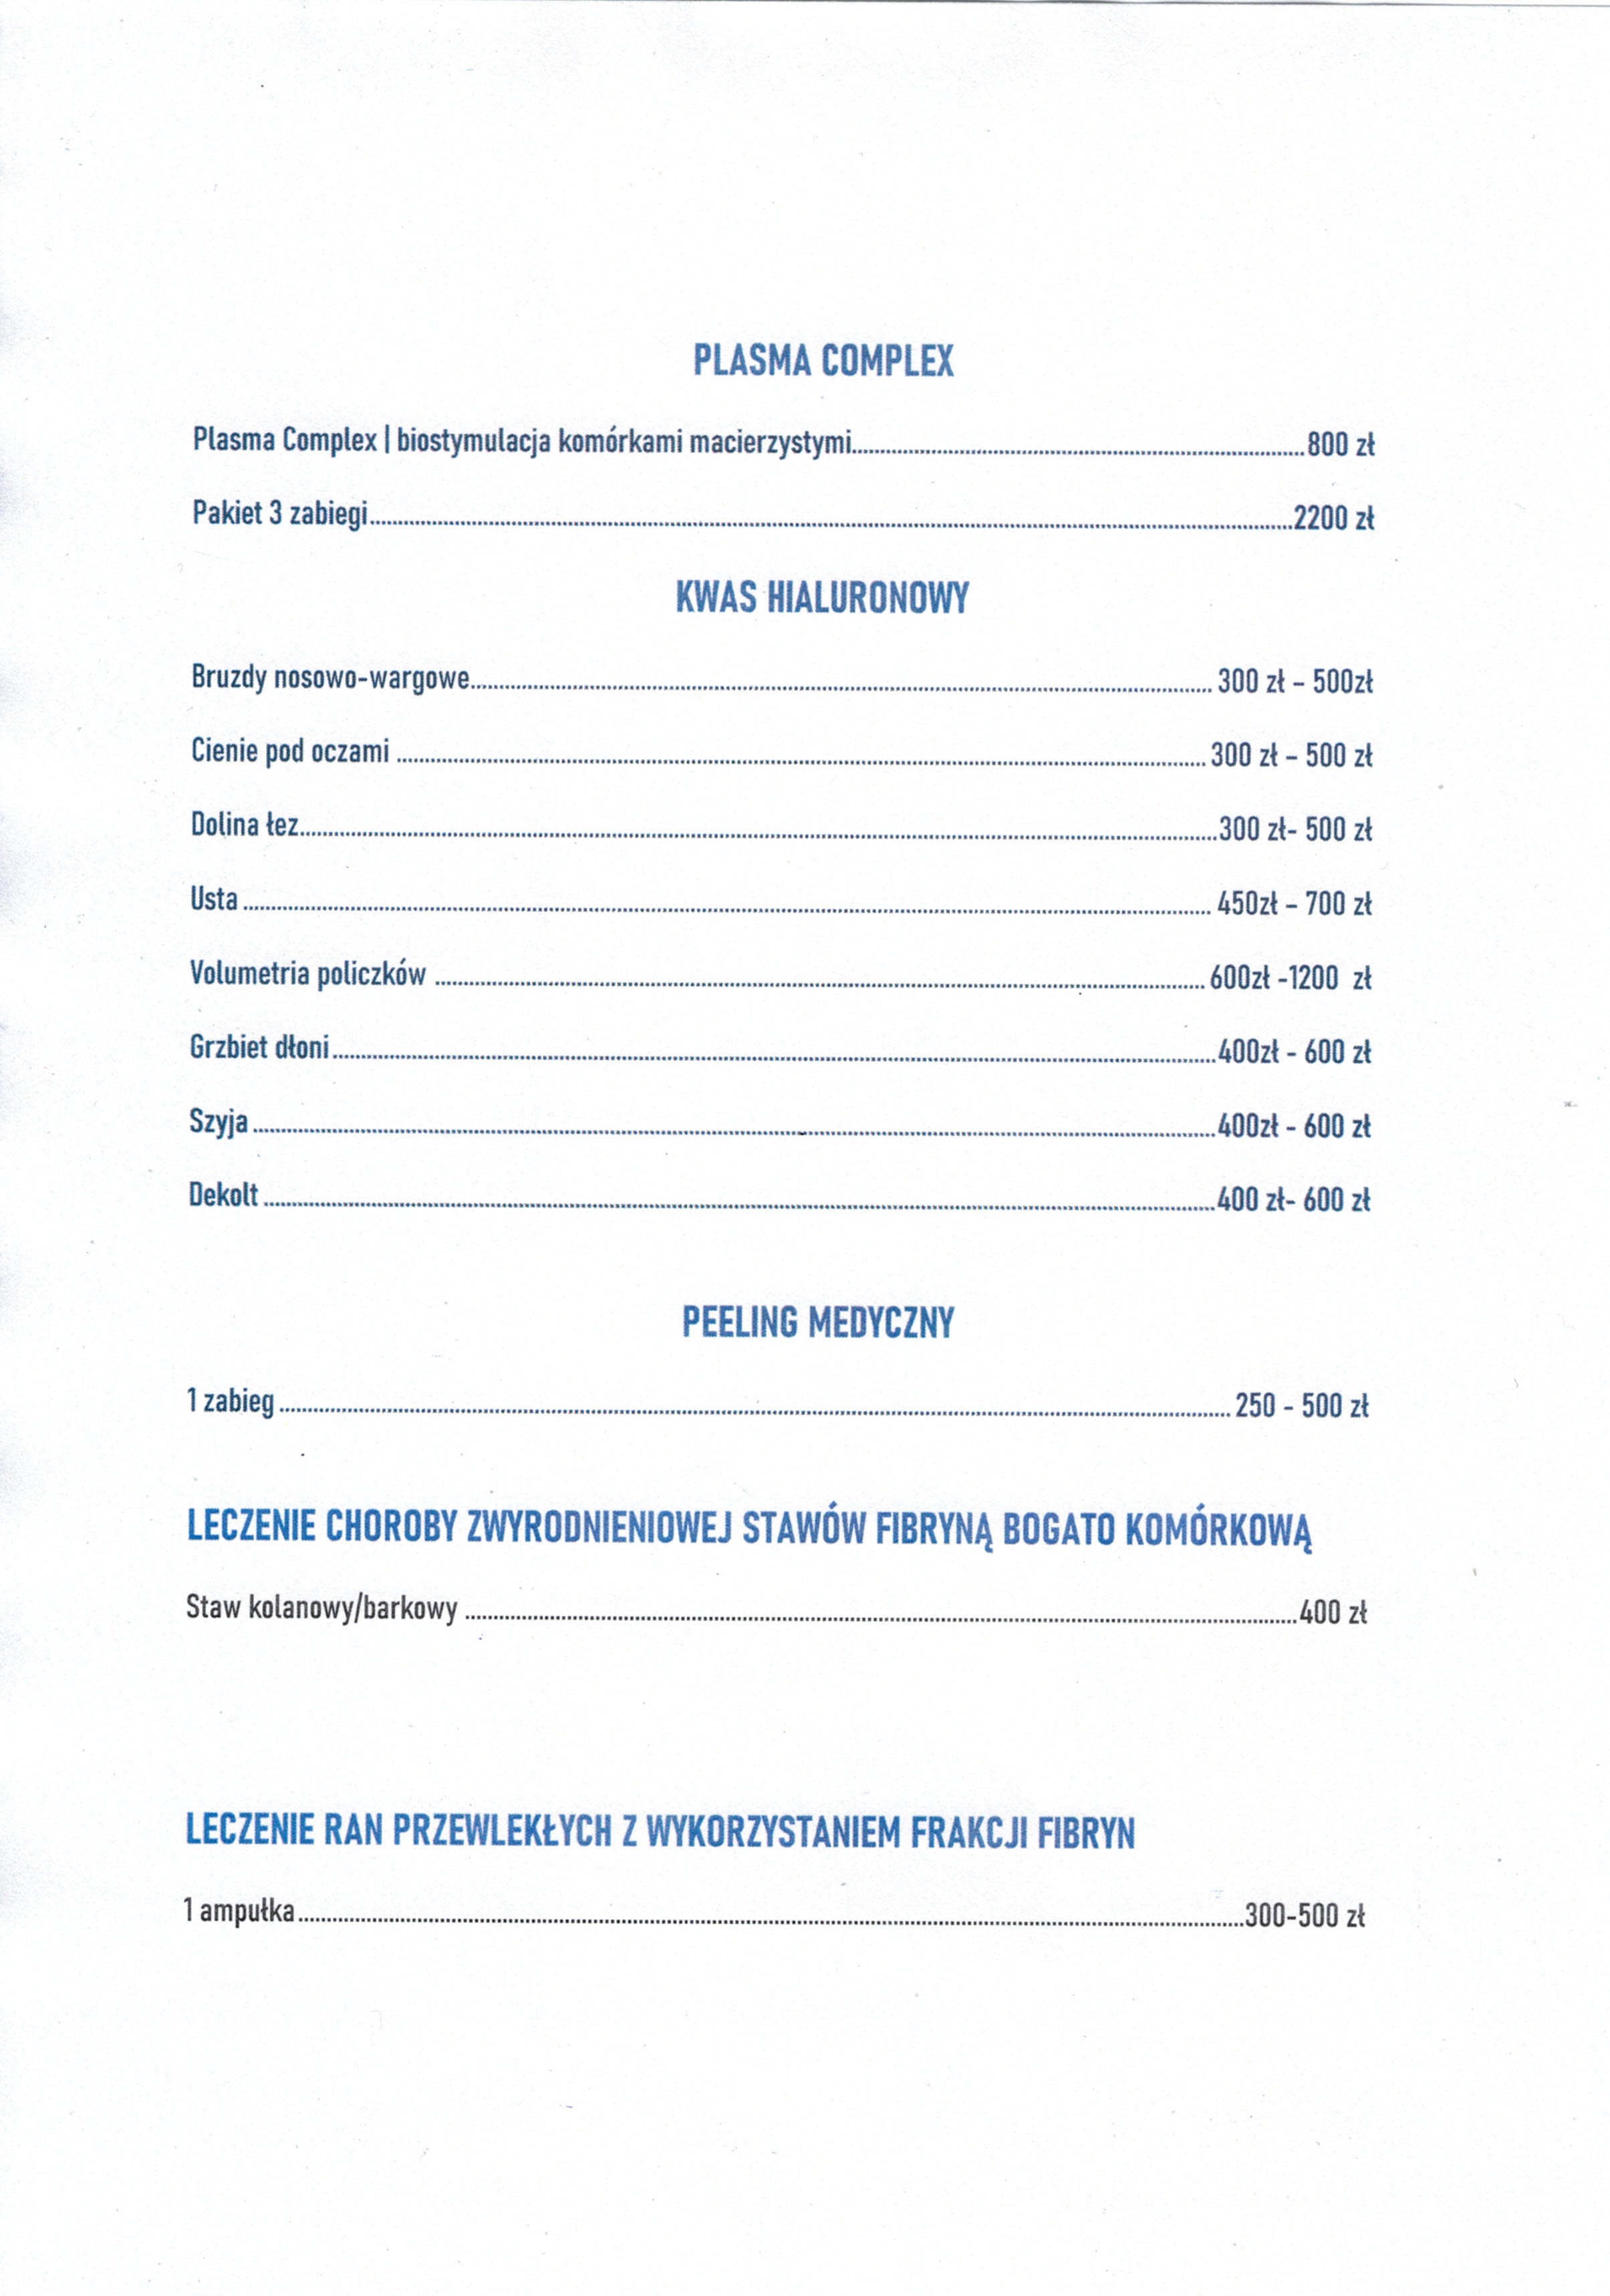 PLASMA COMPLEX
Plasma Complex | biostymulacja komórkami macierzystymi........800 zł
Pakiet 3 zabiegi........2200 zł
KWAS HIALURONOWY
Bruzdy nosowo-wargowe........ 300 zł – 500zł
Cienie pod oczami ........ 300 zł – 500 zł
Dolina łez........300 zł- 500 zł
Usta ........ 450zł – 700 zł
Volumetria policzków ........ 600zł -1200 zł
Grzbiet dłoni........400zł - 600 zł
Szyja ........400zł - 600 zł
Dekolt ........400 zł- 600 zł
PEELING MEDYCZNY
1 zabieg ........ 250 - 500 zł
LECZENIE CHOROBY ZWYRODNIENIOWEJ STAWÓW FIBRYNĄ BOGATO KOMÓRKOWĄ
Staw kolanowy/barkowy ........400 zł
LECZENIE RAN PRZEWLEKŁYCH Z WYKORZYSTANIEM FRAKCJI FIBRYN
1 ampułka........300-500 zł